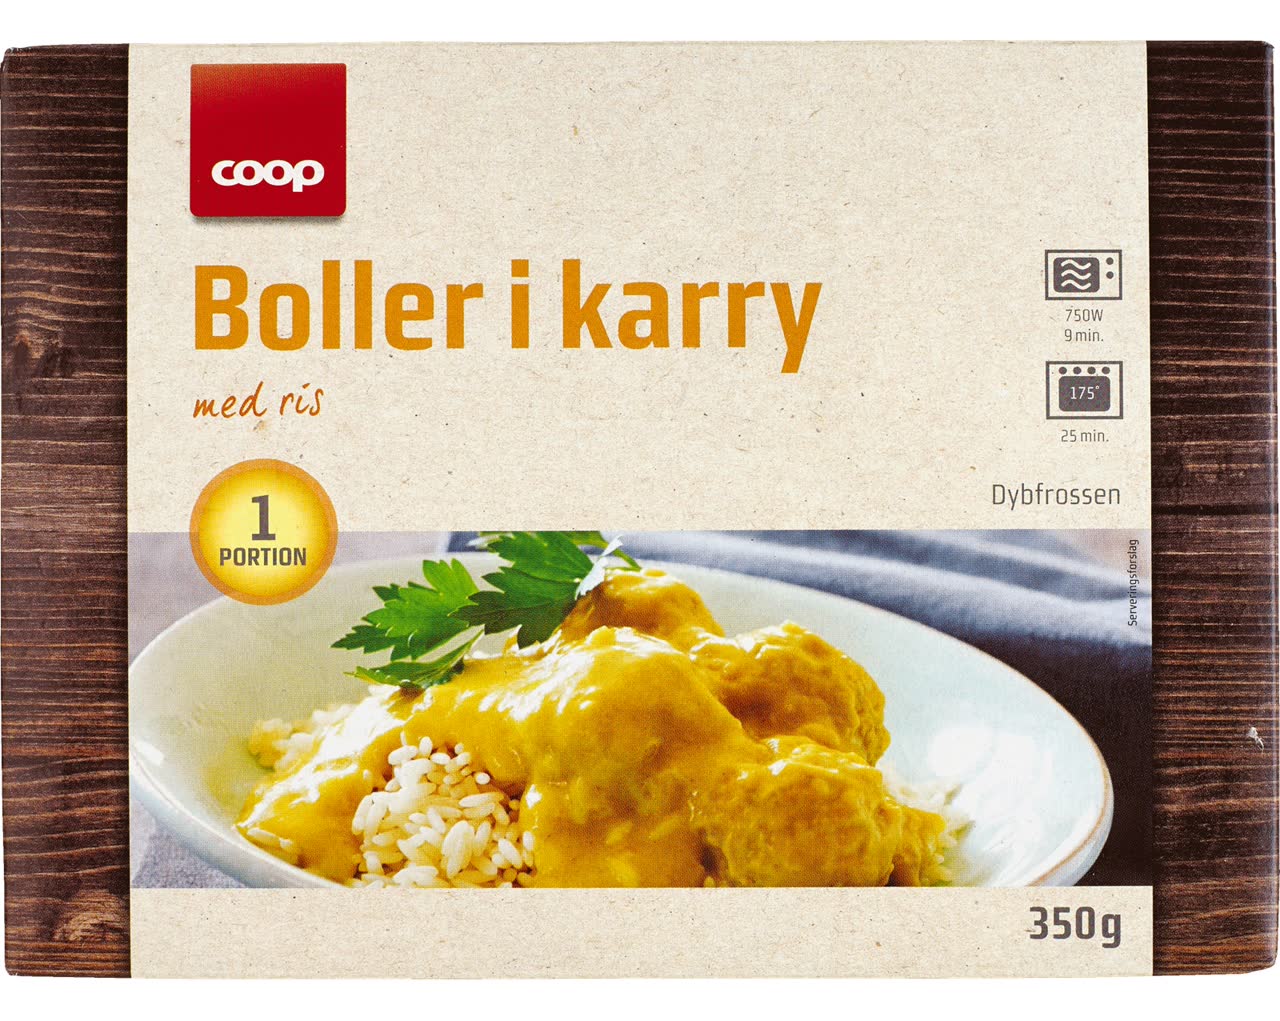 coop
Boller i karry
med ris
750W
9 min.
175°
25 min.
Dybfrossen
1
PORTION
Serveringsforslag
350g